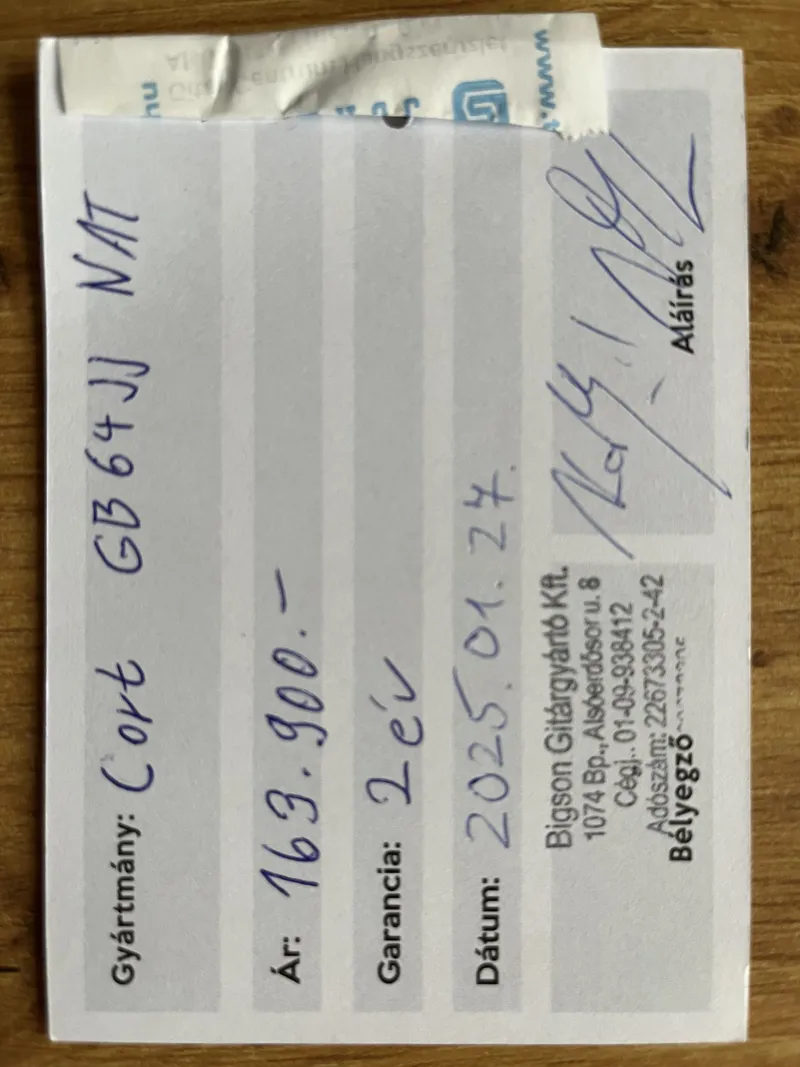 Gyártmány: Cort GB64JJ NAT
Ár: 163.900.-
Garancia: 2 év
Dátum: 2025.01.27.
Bigson Gitárgyártó Kft.
1074 Bp., Alsóerdősor u. 8
Cégj.: 01-09-938412
Adószám: 22673305-2-42
Bélyegző
Aláírás